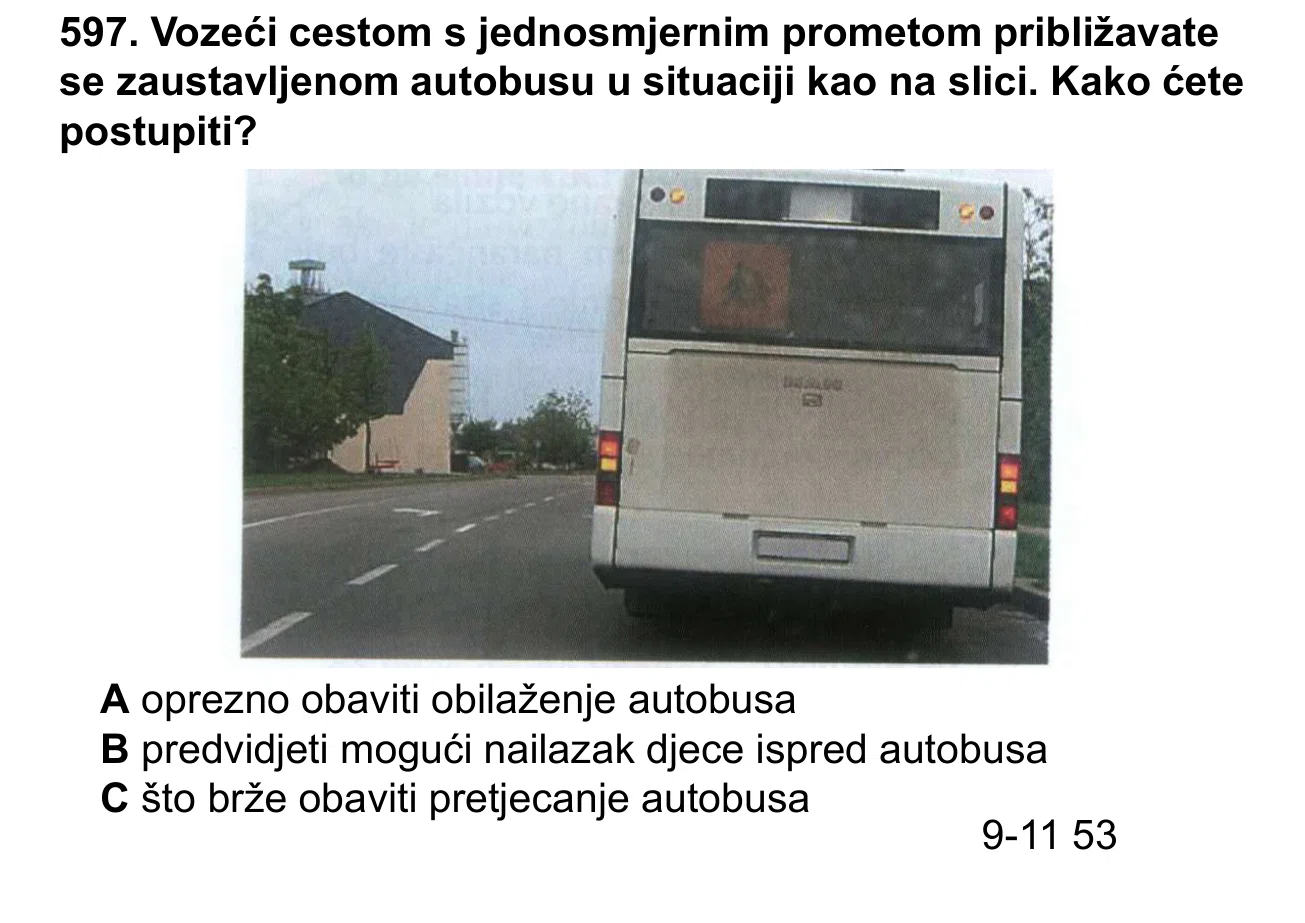 597. Vozeći cestom s jednosmjernim prometom približavate
se zaustavljenom autobusu u situaciji kao na slici. Kako ćete
postupiti?
MAN
A oprezno obaviti obilaženje autobusa
B predvidjeti mogući nailazak djece ispred autobusa
C što brže obaviti pretjecanje autobusa
9-11 53